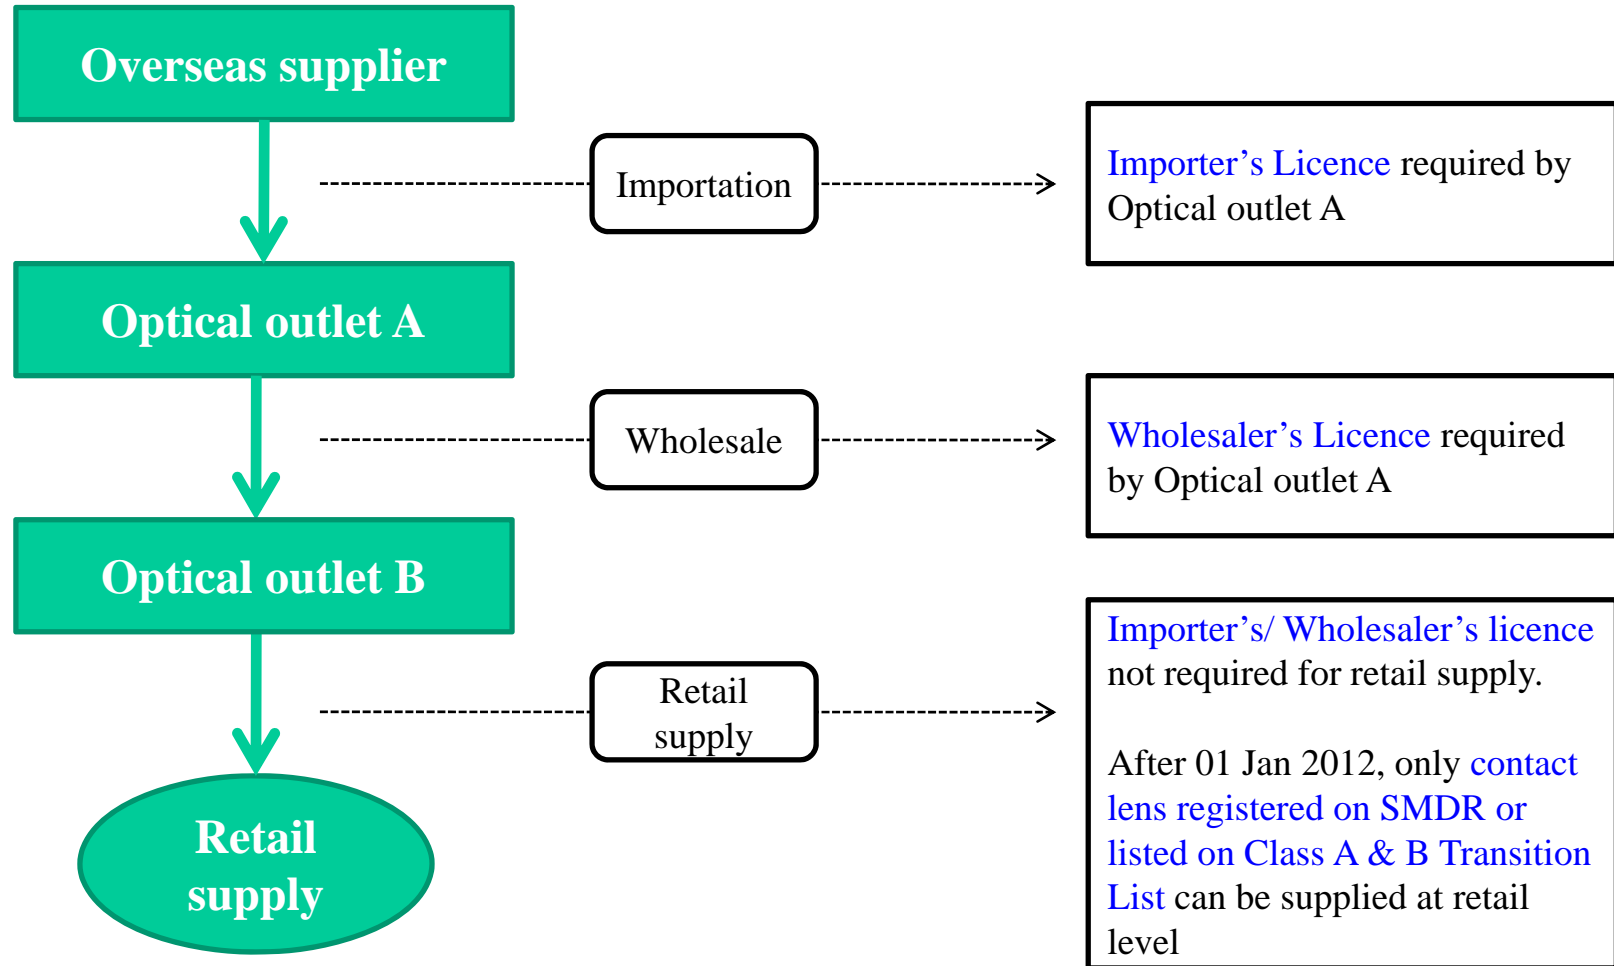 Overseas supplier
Importation
Importer’s Licence required by
Optical outlet A
Optical outlet A
Wholesale
Wholesaler’s Licence required
by Optical outlet A
Optical outlet B
Retail
supply
Importer’s/ Wholesaler’s licence
not required for retail supply.
After 01 Jan 2012, only contact
lens registered on SMDR or
listed on Class A & B Transition
List can be supplied at retail
level
Retail
supply